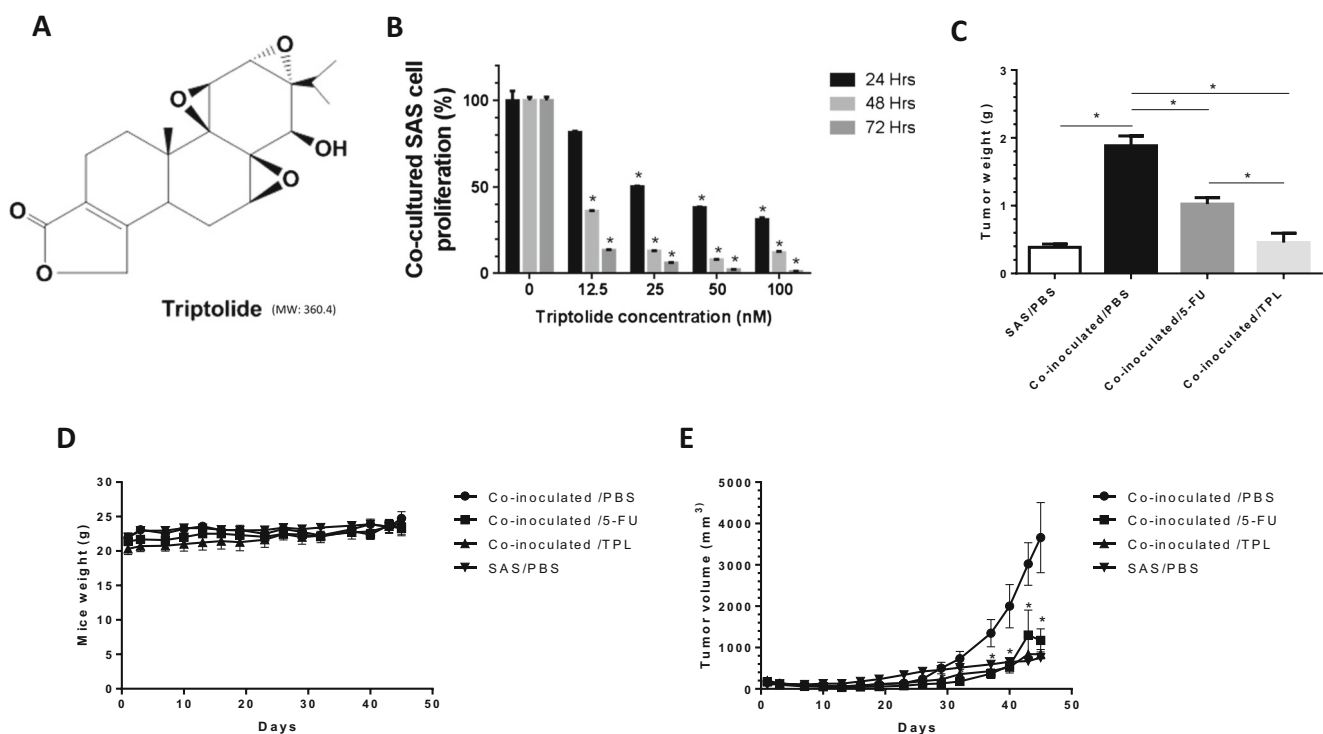 A
O
O
OH
O
O
O
Triptolide (MW: 360.4)
B
Co-cultured SAS cell
proliferation (%)
100
50
0
* * * * * * * * * * *
0 12.5 25 50 100
Triptolide concentration (nM)
24 Hrs
48 Hrs
72 Hrs
C
Tumor weight (g)
3
2
1
0
* * * *
SAS/PBS
Co-inoculated/PBS
Co-inoculated/5-FU
Co-inoculated/TPL
D
Mice weight (g)
30
25
20
15
10
5
0
0 10 20 30 40 50
Days
Co-inoculated /PBS
Co-inoculated /5-FU
Co-inoculated /TPL
SAS/PBS
E
Tumor volume (mm3)
5000
4000
3000
2000
1000
0
* * * *
0 10 20 30 40 50
Days
Co-inoculated /PBS
Co-inoculated /5-FU
Co-inoculated /TPL
SAS/PBS